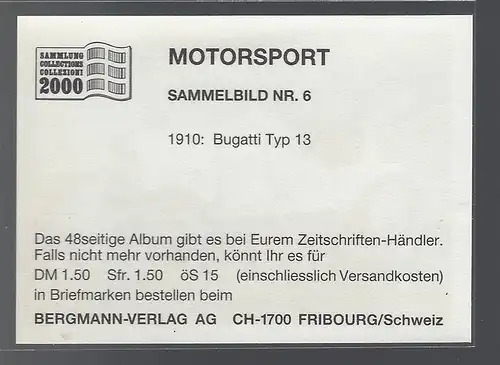 SAMMLUNG
COLLECTIONS
COLLEZIONI
2000
MOTORSPORT
SAMMELBILD NR. 6
1910: Bugatti Typ 13
Das 48seitige Album gibt es bei Eurem Zeitschriften-Händler.
Falls nicht mehr vorhanden, könnt Ihr es für
DM 1.50 Sfr. 1.50 öS 15 (einschliesslich Versandkosten)
in Briefmarken bestellen beim
BERGMANN-VERLAG AG CH-1700 FRIBOURG/Schweiz